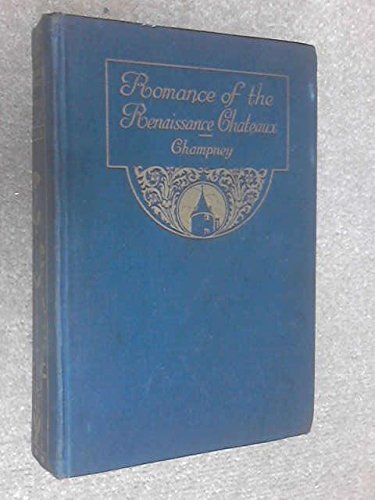 Romance of the
Renaissance Chateaux
Champney